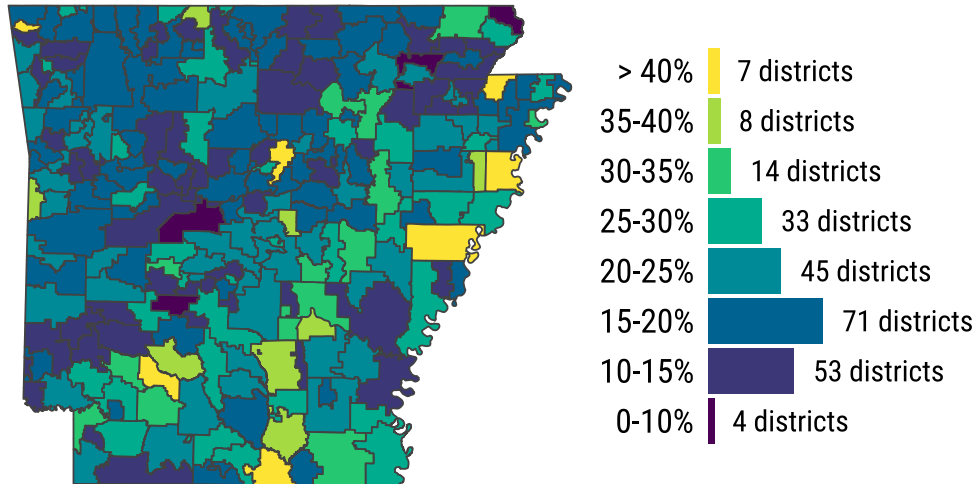 > 40% 7 districts
35-40% 8 districts
30-35% 14 districts
25-30% 33 districts
20-25% 45 districts
15-20% 71 districts
10-15% 53 districts
0-10% 4 districts